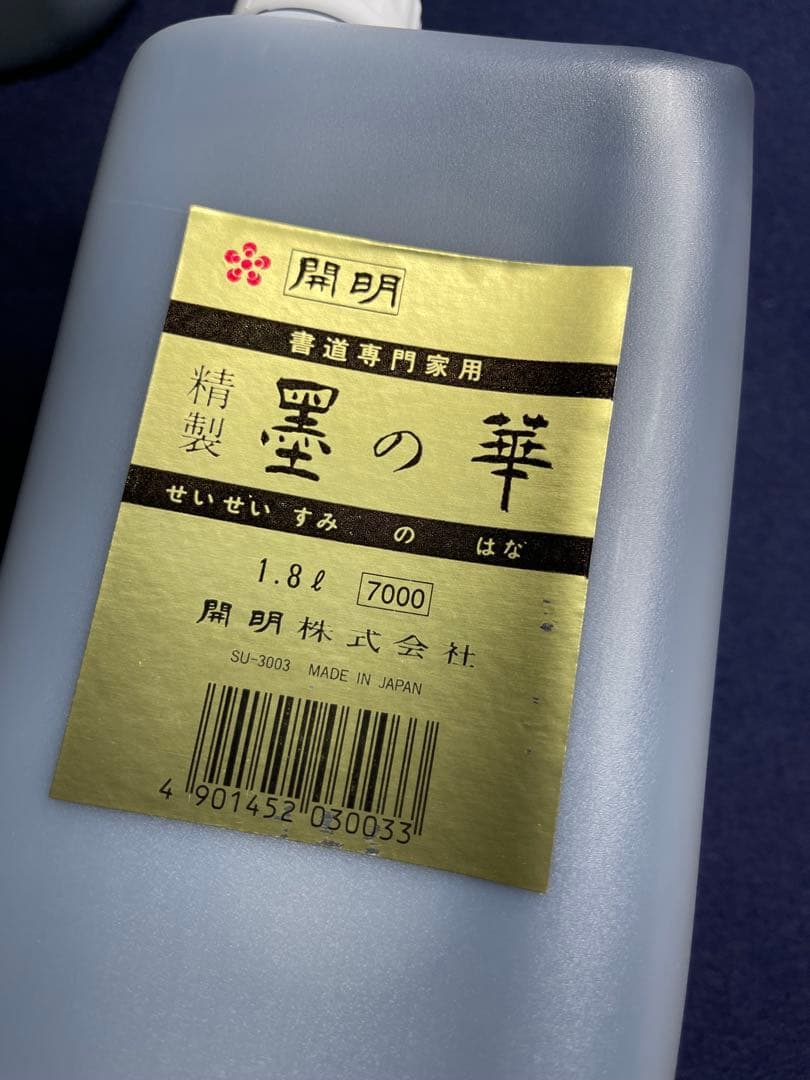 開明
書道専門家用
精製 墨の華
せいせい すみ の はな
1.8ℓ 7000
開明株式会社
SU-3003 MADE IN JAPAN
4 901452 030033